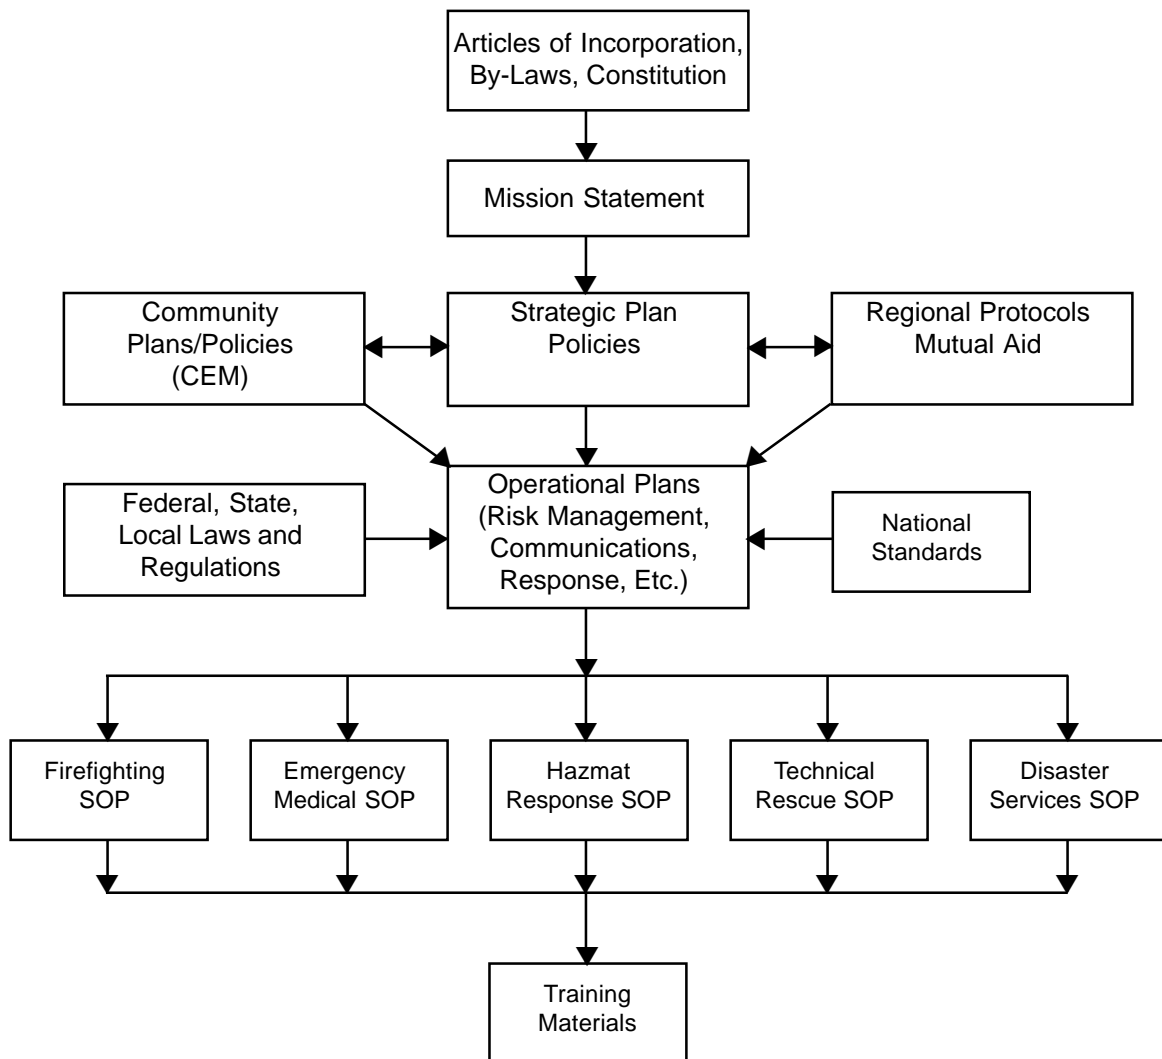 Articles of Incorporation,
By-Laws, Constitution
Mission Statement
Community
Plans/Policies
(CEM)
Strategic Plan
Policies
Regional Protocols
Mutual Aid
Federal, State,
Local Laws and
Regulations
Operational Plans
(Risk Management,
Communications,
Response, Etc.)
National
Standards
Firefighting
SOP
Emergency
Medical SOP
Hazmat
Response SOP
Technical
Rescue SOP
Disaster
Services SOP
Training
Materials